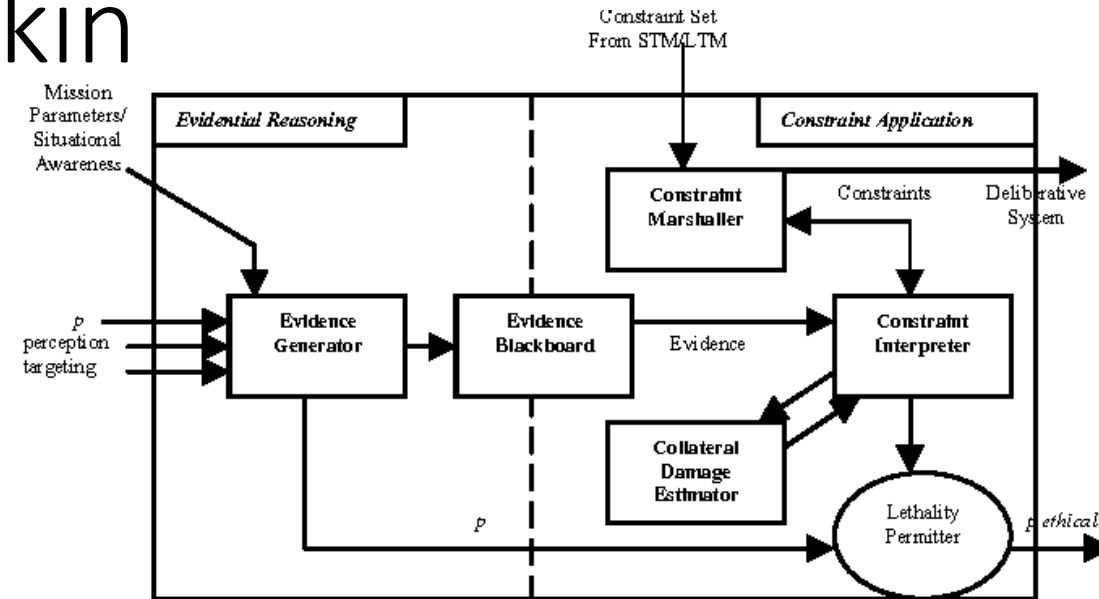 kin
Constraint Set
From STM/LTM
Mission
Parameters/
Situational
Awareness
Evidential Reasoning
Constraint Application
Constraint
Marshaller
Constraints
Deliberative
System
p
perception
targeting
Evidence
Generator
Evidence
Blackboard
Evidence
Constraint
Interpreter
Collateral
Damage
Estimator
p
Lethality
Permitter
p ethical